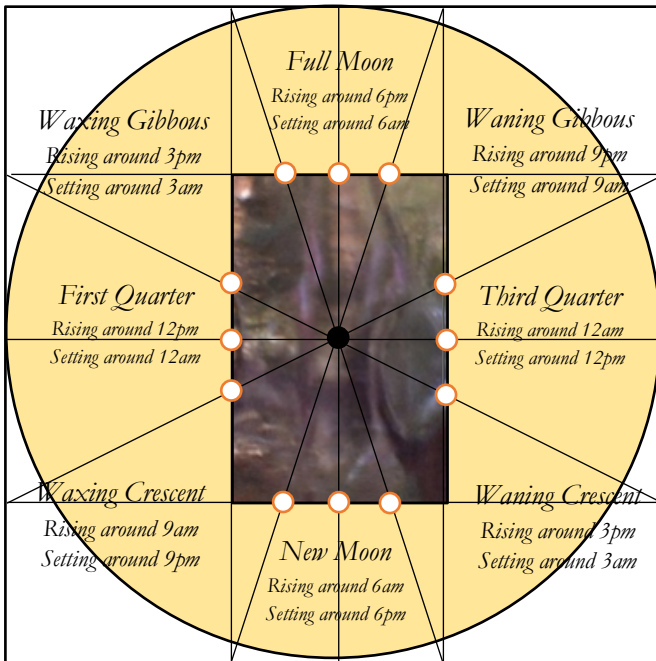 Full Moon
Rising around 6pm
Setting around 6am
Waxing Gibbous
Rising around 3pm
Setting around 3am
Waning Gibbous
Rising around 9pm
Setting around 9am
First Quarter
Rising around 12pm
Setting around 12am
Third Quarter
Rising around 12am
Setting around 12pm
Waxing Crescent
Rising around 9am
Setting around 9pm
Waning Crescent
Rising around 3pm
Setting around 3am
New Moon
Rising around 6am
Setting around 6pm